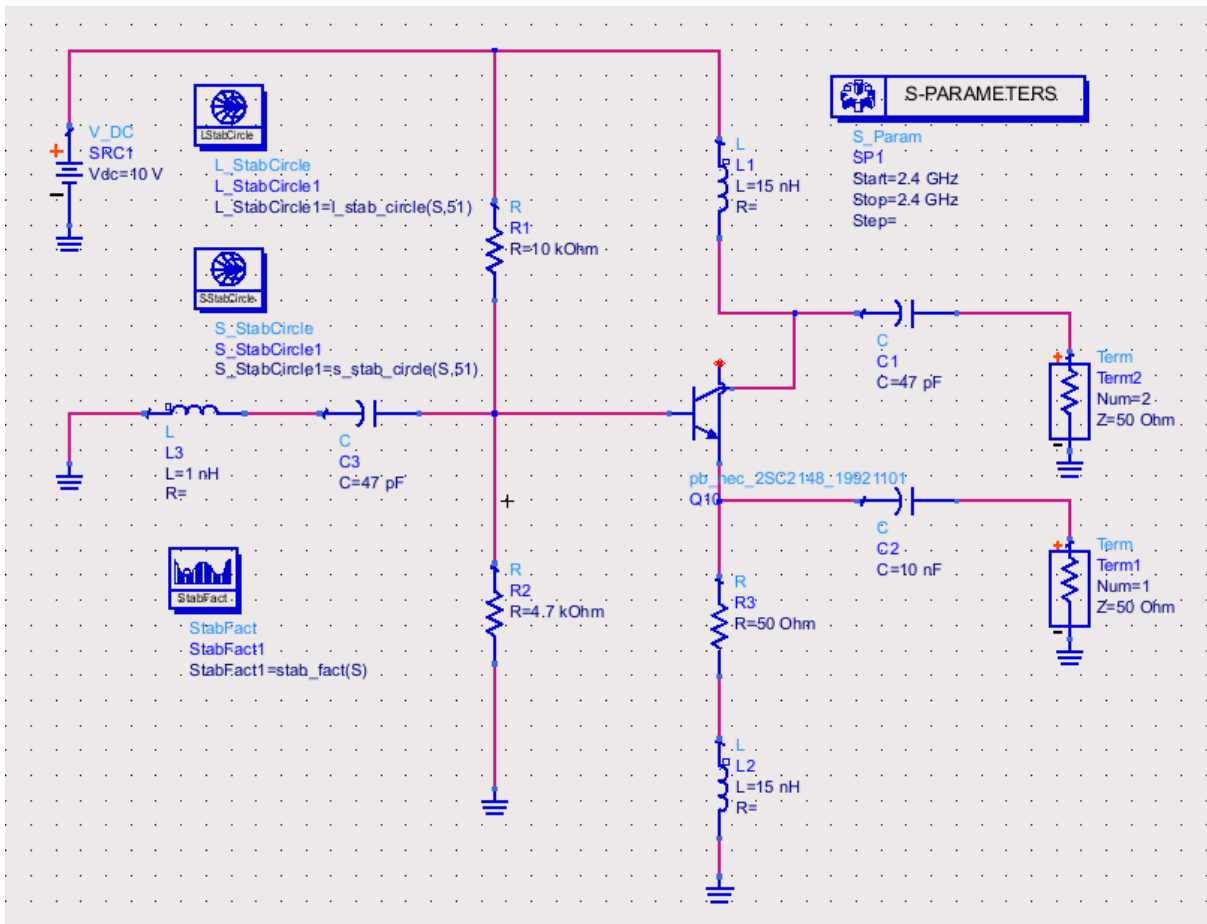 S-PARAMETERS
S_Param
SP1
Start=2.4 GHz
Stop=2.4 GHz
Step=
V_DC
SRC1
Vdc=10 V
LStabCircle
L_StabCircle
L_StabCircle1
L_StabCircle1=l_stab_circle(S,51)
L
L1
L=15 nH
R=
R
R1
R=10 kOhm
SStabCircle
S_StabCircle
S_StabCircle1
S_StabCircle1=s_stab_circle(S,51)
C
C1
C=47 pF
Term
Term2
Num=2
Z=50 Ohm
L
L3
L=1 nH
R=
C
C3
C=47 pF
pb_nec_2SC2148_19921101
Q10
C
C2
C=10 nF
Term
Term1
Num=1
Z=50 Ohm
StabFact
StabFact
StabFact1
StabFact1=stab_fact(S)
R
R2
R=4.7 kOhm
R
R3
R=50 Ohm
L
L2
L=15 nH
R=